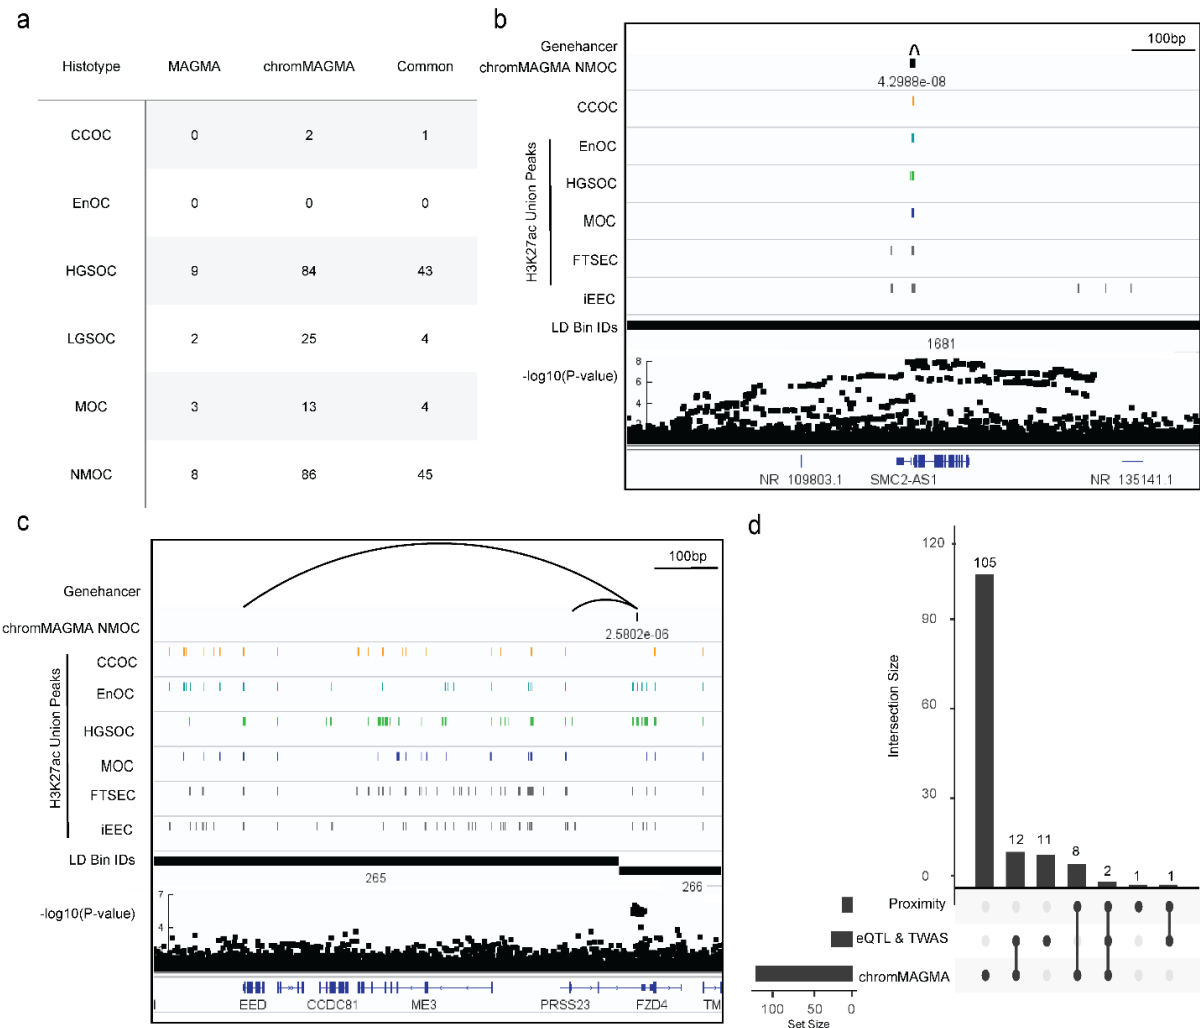 a
Histotype MAGMA chromMAGMA Common
CCOC 0 2 1
EnOC 0 0 0
HGSOC 9 84 43
LGSOC 2 25 4
MOC 3 13 4
NMOC 8 86 45
b
100bp
Genehancer
chromMAGMA NMOC
4.2988e-08
H3K27ac Union Peaks
CCOC
EnOC
HGSOC
MOC
FTSEC
iEEC
LD Bin IDs
1681
-log10(P-value)
8
6
4
2
NR_109803.1 SMC2-AS1 NR_135141.1
c
100bp
Genehancer
chromMAGMA NMOC
2.5802e-06
H3K27ac Union Peaks
CCOC
EnOC
HGSOC
MOC
FTSEC
iEEC
LD Bin IDs
265
266
-log10(P-value)
7
4
EED CCDC81 ME3 PRSS23 FZD4 TM
d
Intersection Size
120
90
60
30
0
105 12 11 8 2 1 1
Proximity
eQTL & TWAS
chromMAGMA
100 50 0
Set Size